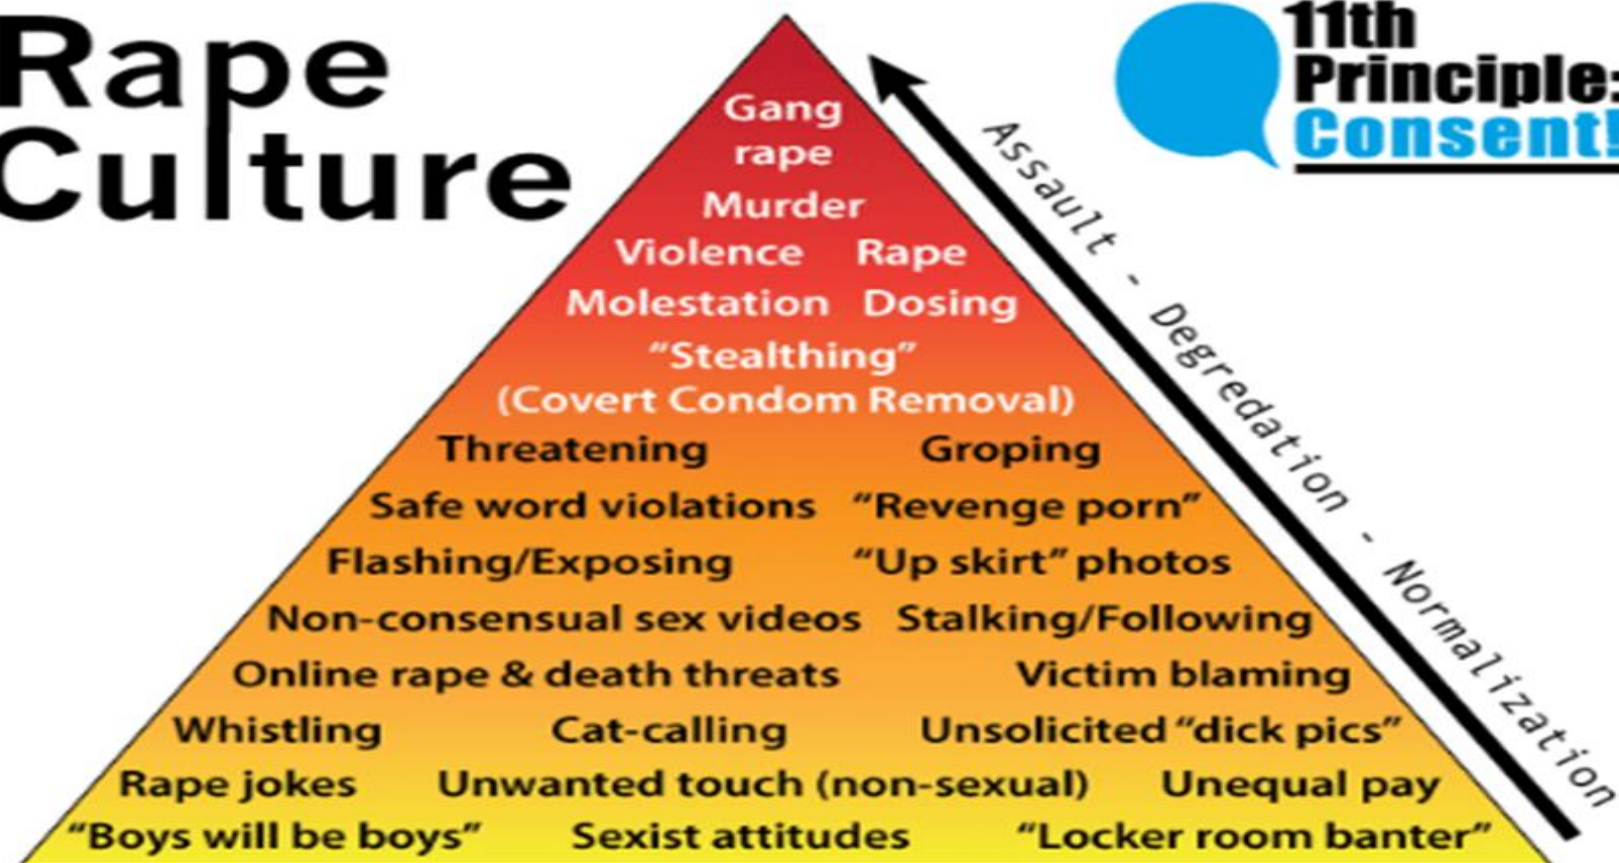 Rape
Culture
11th
Principle:
Consent!
Gang
rape
Murder
Violence Rape
Molestation Dosing
“Stealthing”
(Covert Condom Removal)
Threatening Groping
Safe word violations “Revenge porn”
Flashing/Exposing “Up skirt” photos
Non-consensual sex videos Stalking/Following
Online rape & death threats Victim blaming
Whistling Cat-calling Unsolicited “dick pics”
Rape jokes Unwanted touch (non-sexual) Unequal pay
“Boys will be boys” Sexist attitudes “Locker room banter”
Assault - Degredation - Normalization